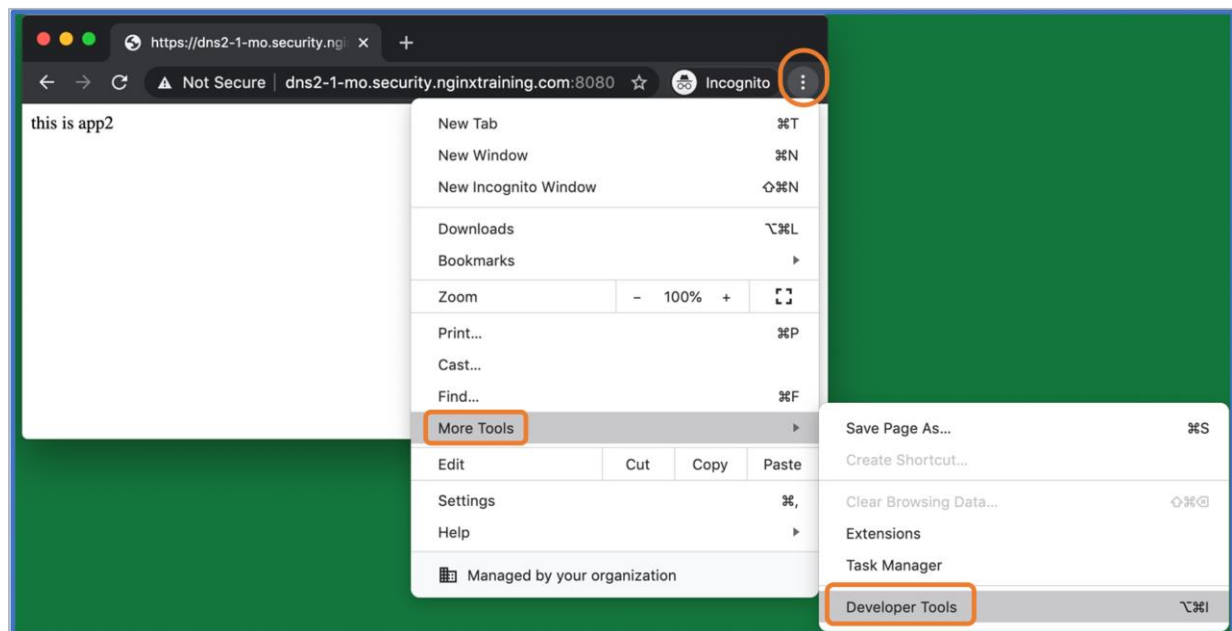 https://dns2-1-mo.security.ngi
Not Secure | dns2-1-mo.security.nginxtraining.com:8080 Incognito
this is app2
New Tab ⌘T
New Window ⌘N
New Incognito Window ⇧⌘N
Downloads ⌥⌘L
Bookmarks
Zoom - 100% +
Print... ⌘P
Cast...
Find... ⌘F
More Tools
Edit Cut Copy Paste
Settings ⌘,
Help
Managed by your organization
Save Page As... ⌘S
Create Shortcut...
Clear Browsing Data... ⇧⌘⌫
Extensions
Task Manager
Developer Tools ⌥⌘I